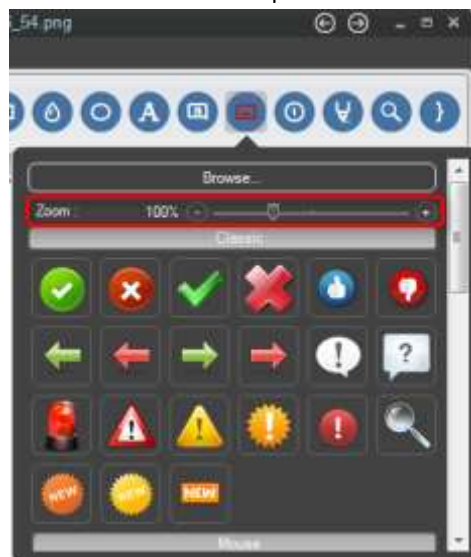 _54.png
A
Browse...
Zoom : 100%
Classic
NEW NEW NEW
Mouse